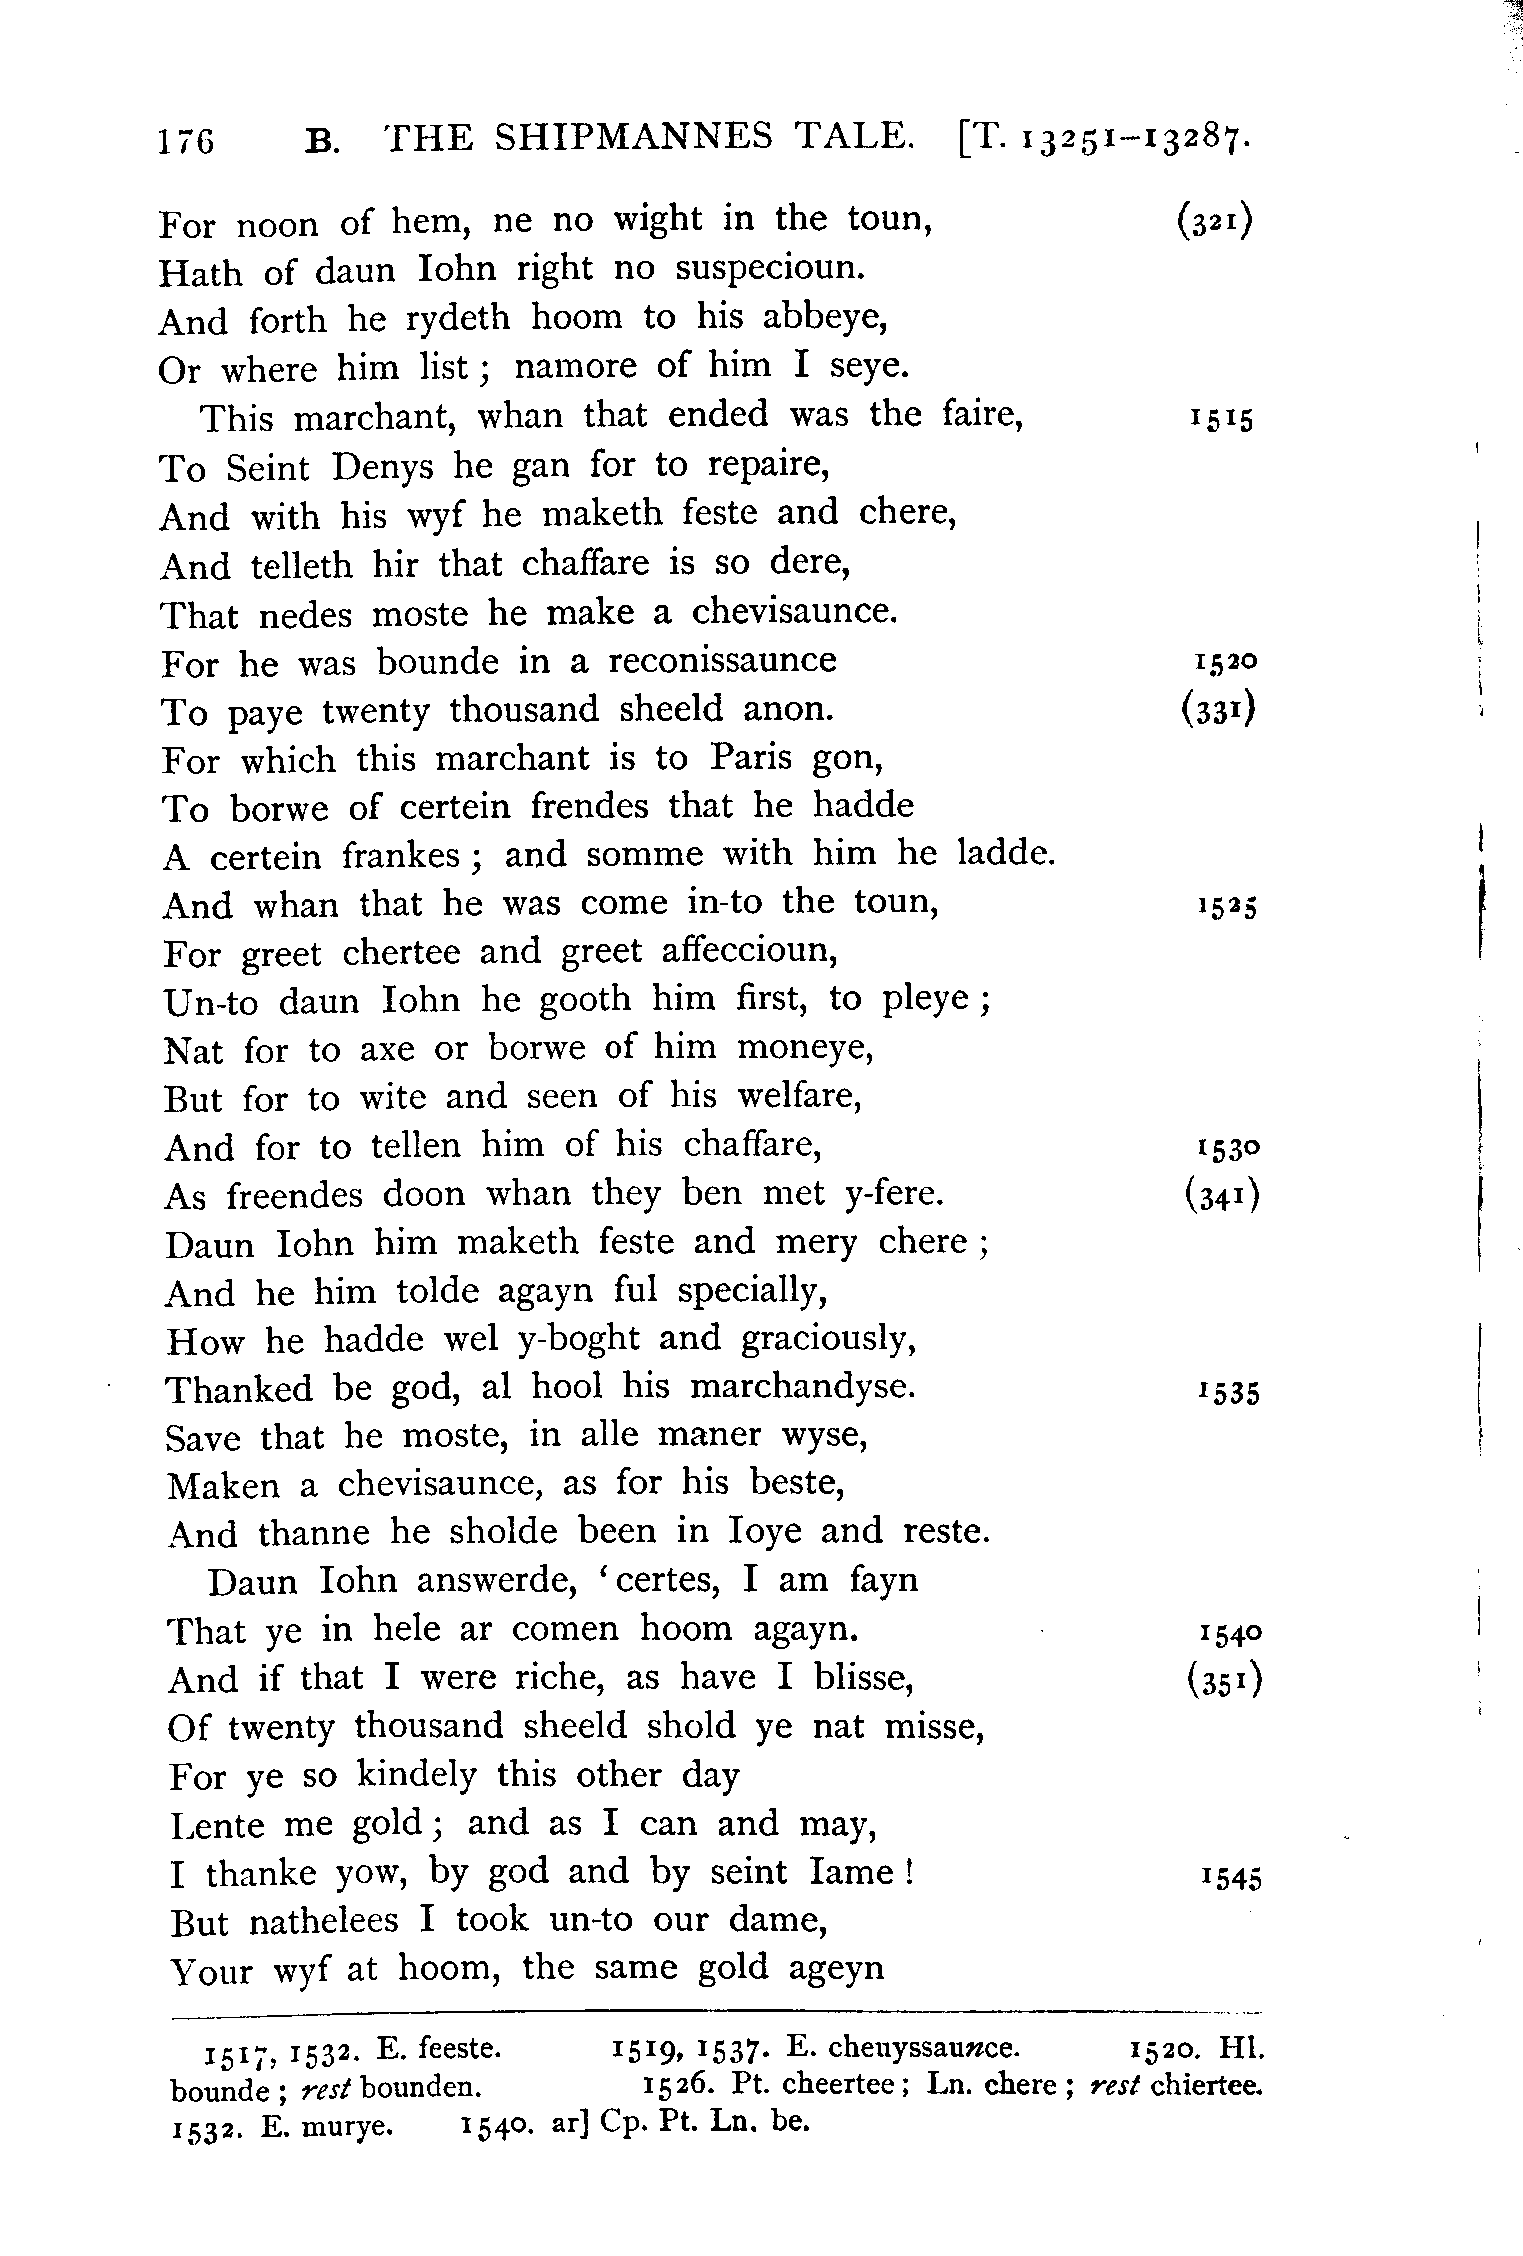 176 B. THE SHIPMANNES TALE. [T. 13251–13287.
For noon of hem, ne no wight in the toun, (321)
Hath of daun Iohn right no suspecioun.
And forth he rydeth hoom to his abbeye,
Or where him list ; namore of him I seye.
This marchant, whan that ended was the faire, 1515
To Seint Denys he gan for to repaire,
And with his wyf he maketh feste and chere,
And telleth hir that chaffare is so dere,
That nedes moste he make a chevisaunce.
For he was bounde in a reconissaunce 1520
To paye twenty thousand sheeld anon. (331)
For which this marchant is to Paris gon,
To borwe of certein frendes that he hadde
A certein frankes ; and somme with him he ladde.
And whan that he was come in-to the toun, 1525
For greet chertee and greet affeccioun,
Un-to daun Iohn he gooth him first, to pleye ;
Nat for to axe or borwe of him moneye,
But for to wite and seen of his welfare,
And for to tellen him of his chaffare, 1530
As freendes doon whan they ben met y-fere. (341)
Daun Iohn him maketh feste and mery chere ;
And he him tolde agayn ful specially,
How he hadde wel y-boght and graciously,
Thanked be god, al hool his marchandyse. 1535
Save that he moste, in alle maner wyse,
Maken a chevisaunce, as for his beste,
And thanne he sholde been in Ioye and reste.
Daun Iohn answerde, ‘certes, I am fayn
That ye in hele ar comen hoom agayn. 1540
And if that I were riche, as have I blisse, (351)
Of twenty thousand sheeld shold ye nat misse,
For ye so kindely this other day
Lente me gold ; and as I can and may,
I thanke yow, by god and by seint Iame ! 1545
But nathelees I took un-to our dame,
Your wyf at hoom, the same gold ageyn
1517, 1532. E. feeste. 1519, 1537. E. cheuyssaunce. 1520. Hl.
bounde ; rest bounden. 1526. Pt. cheertee ; Ln. chere ; rest chiertee.
1532. E. murye. 1540. ar] Cp. Pt. Ln. be.